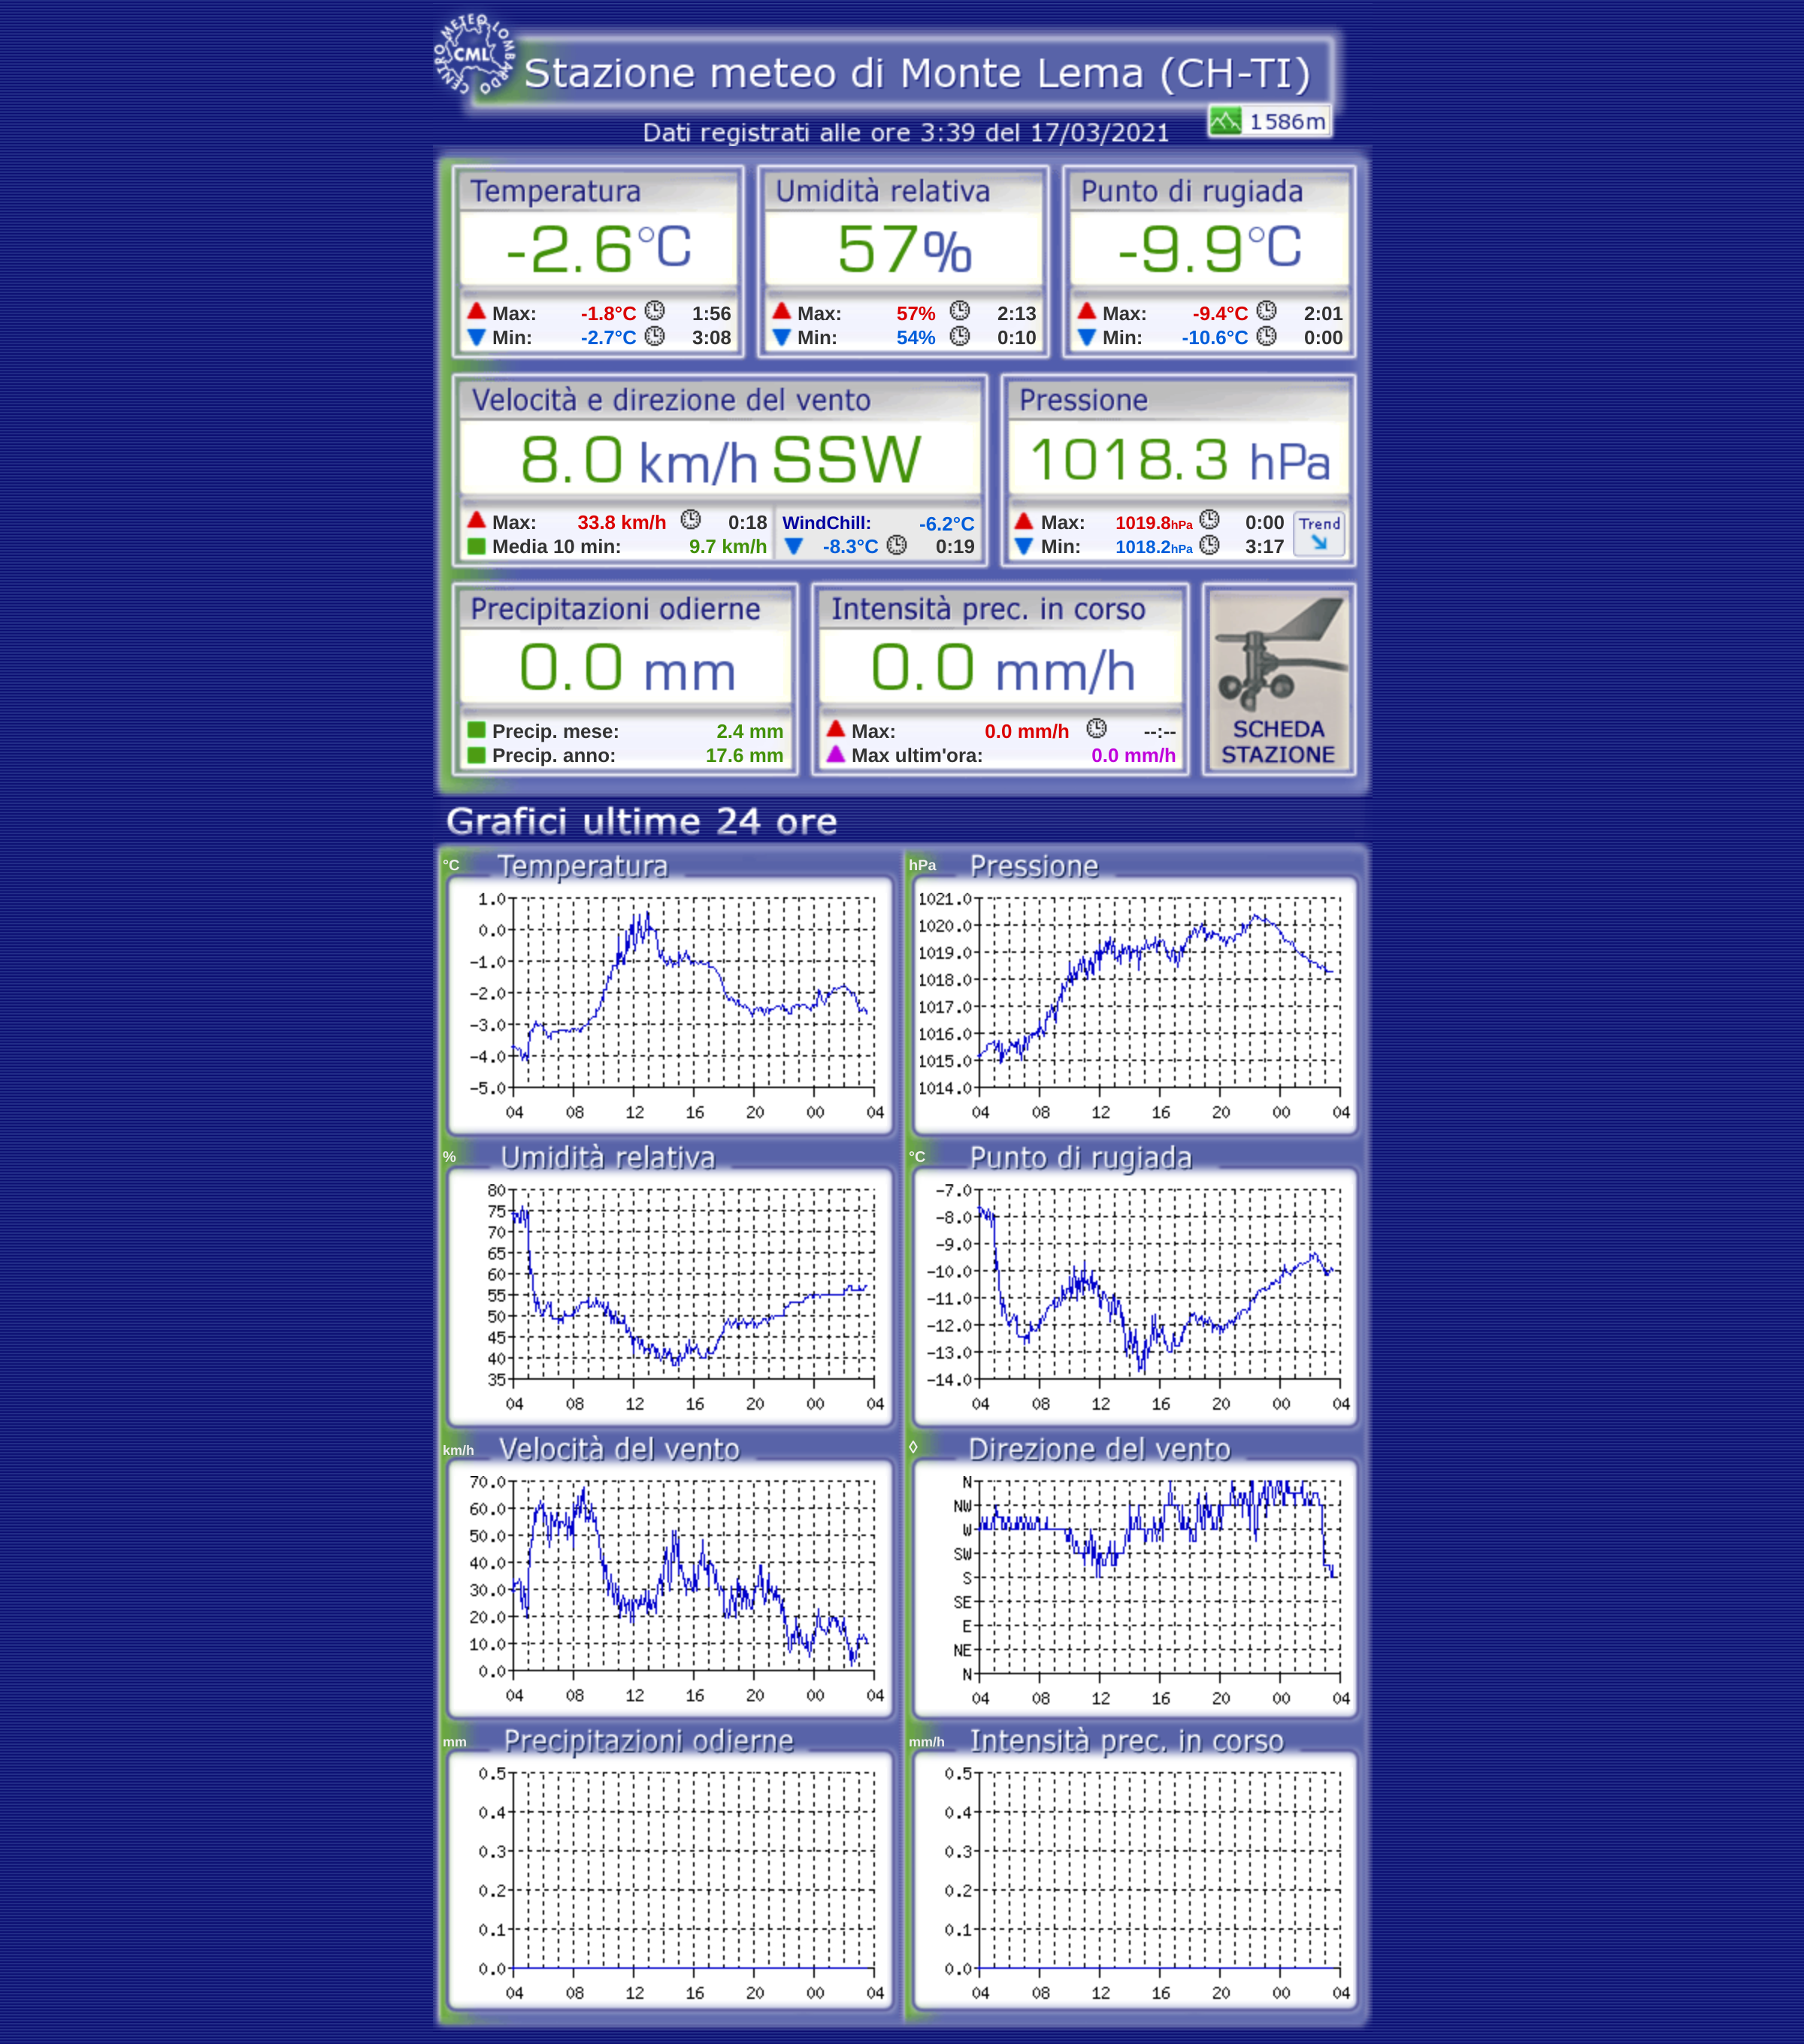 CENTRO METEO LOMBARDO
CML
Stazione meteo di Monte Lema (CH-TI)
1586m
Dati registrati alle ore 3:39 del 17/03/2021
Temperatura
-2.6°C
Max: -1.8°C 1:56
Min: -2.7°C 3:08
Umidità relativa
57%
Max: 57% 2:13
Min: 54% 0:10
Punto di rugiada
-9.9°C
Max: -9.4°C 2:01
Min: -10.6°C 0:00
Velocità e direzione del vento
8.0 km/h SSW
Max: 33.8 km/h 0:18
Media 10 min: 9.7 km/h
WindChill: -6.2°C
-8.3°C 0:19
Pressione
1018.3 hPa
Max: 1019.8hPa 0:00
Min: 1018.2hPa 3:17
Trend
Precipitazioni odierne
0.0 mm
Precip. mese: 2.4 mm
Precip. anno: 17.6 mm
Intensità prec. in corso
0.0 mm/h
Max: 0.0 mm/h --:--
Max ultim'ora: 0.0 mm/h
SCHEDA
STAZIONE
Grafici ultime 24 ore
°C Temperatura
1.0
0.0
-1.0
-2.0
-3.0
-4.0
-5.0
04 08 12 16 20 00 04
hPa Pressione
1021.0
1020.0
1019.0
1018.0
1017.0
1016.0
1015.0
1014.0
04 08 12 16 20 00 04
% Umidità relativa
80
75
70
65
60
55
50
45
40
35
04 08 12 16 20 00 04
°C Punto di rugiada
-7.0
-8.0
-9.0
-10.0
-11.0
-12.0
-13.0
-14.0
04 08 12 16 20 00 04
km/h Velocità del vento
70.0
60.0
50.0
40.0
30.0
20.0
10.0
0.0
04 08 12 16 20 00 04
◊ Direzione del vento
N
NW
W
SW
S
SE
E
NE
N
04 08 12 16 20 00 04
mm Precipitazioni odierne
0.5
0.4
0.3
0.2
0.1
0.0
04 08 12 16 20 00 04
mm/h Intensità prec. in corso
0.5
0.4
0.3
0.2
0.1
0.0
04 08 12 16 20 00 04